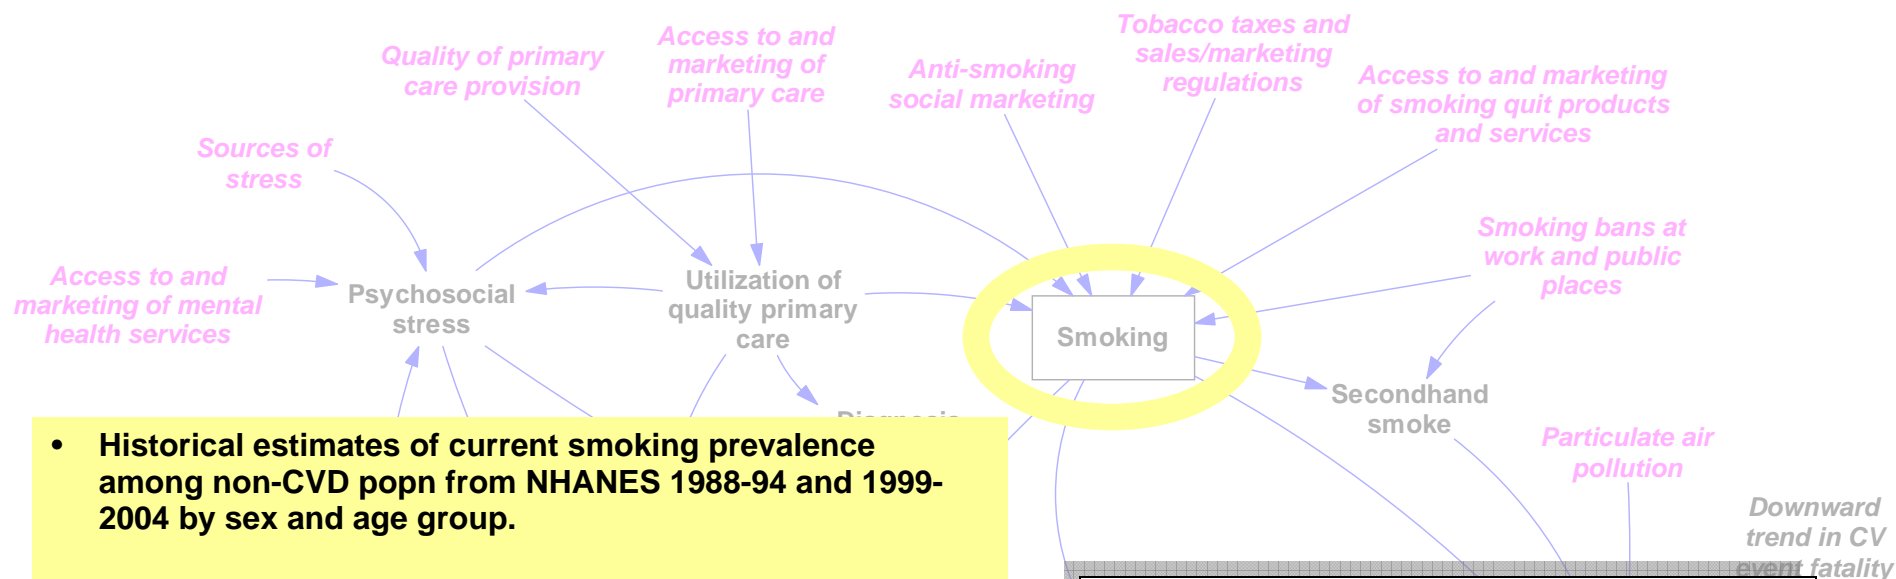 Quality of primary
care provision
Access to and
marketing of
primary care
Anti-smoking
social marketing
Tobacco taxes and
sales/marketing
regulations
Access to and marketing
of smoking quit products
and services
Sources of
stress
Smoking bans at
work and public
places
Access to and
marketing of mental
health services
Psychosocial
stress
Utilization of
quality primary
care
Smoking
Secondhand
smoke
Diagnosis
Particulate air
pollution
Downward
trend in CV
event fatality
• Historical estimates of current smoking prevalence
among non-CVD popn from NHANES 1988-94 and 1999-
2004 by sex and age group.